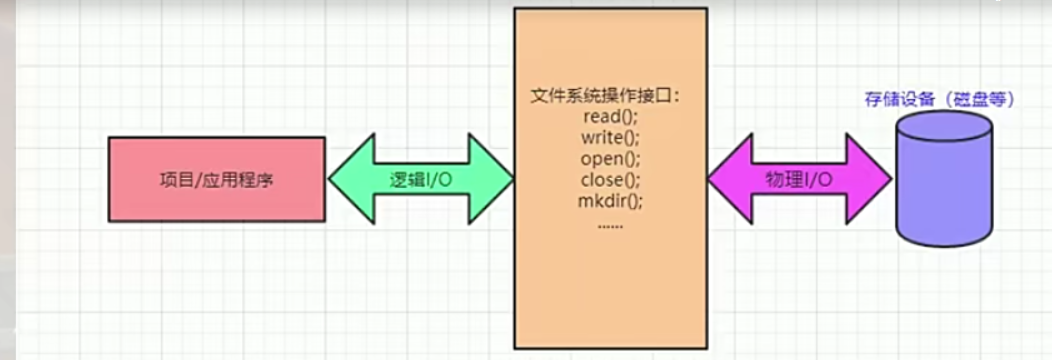 项目/应用程序
逻辑I/O
文件系统操作接口：
read();
write();
open();
close();
mkdir();
......
物理I/O
存储设备（磁盘等）